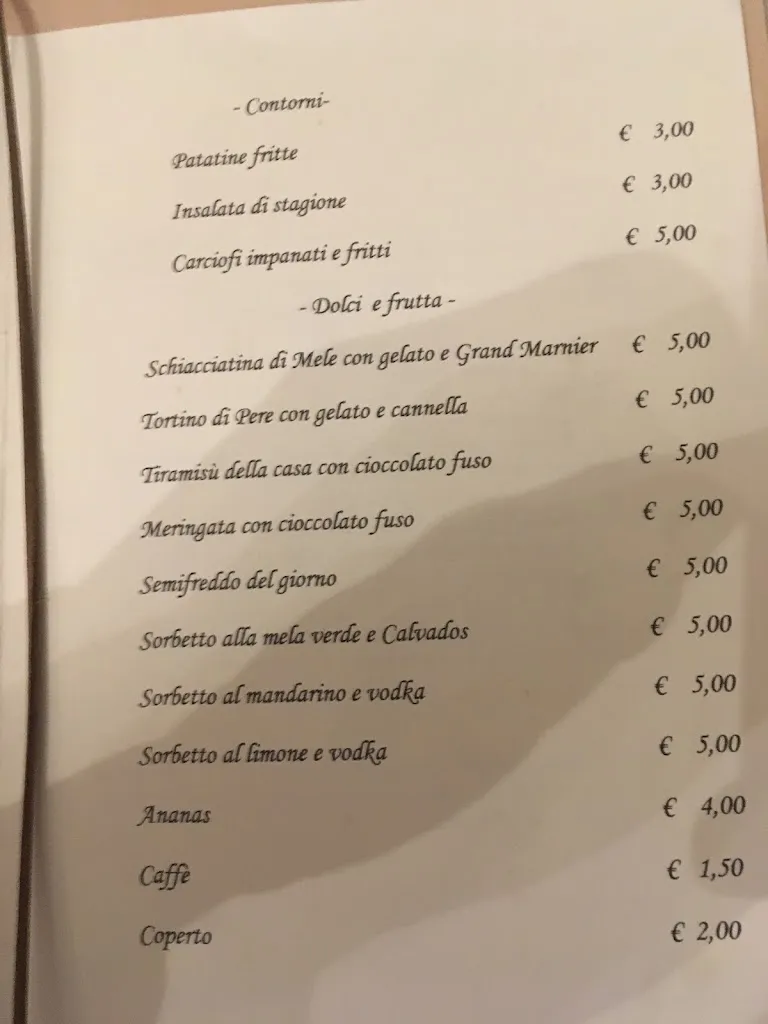 - Contorni-
Patatine fritte € 3,00
Insalata di stagione € 3,00
Carciofi impanati e fritti € 5,00
- Dolci e frutta -
Schiacciatina di Mele con gelato e Grand Marnier € 5,00
Tortino di Pere con gelato e cannella € 5,00
Tiramisù della casa con cioccolato fuso € 5,00
Meringata con cioccolato fuso € 5,00
Semifreddo del giorno € 5,00
Sorbetto alla mela verde e Calvados € 5,00
Sorbetto al mandarino e vodka € 5,00
Sorbetto al limone e vodka € 5,00
Ananas € 4,00
Caffè € 1,50
Coperto € 2,00